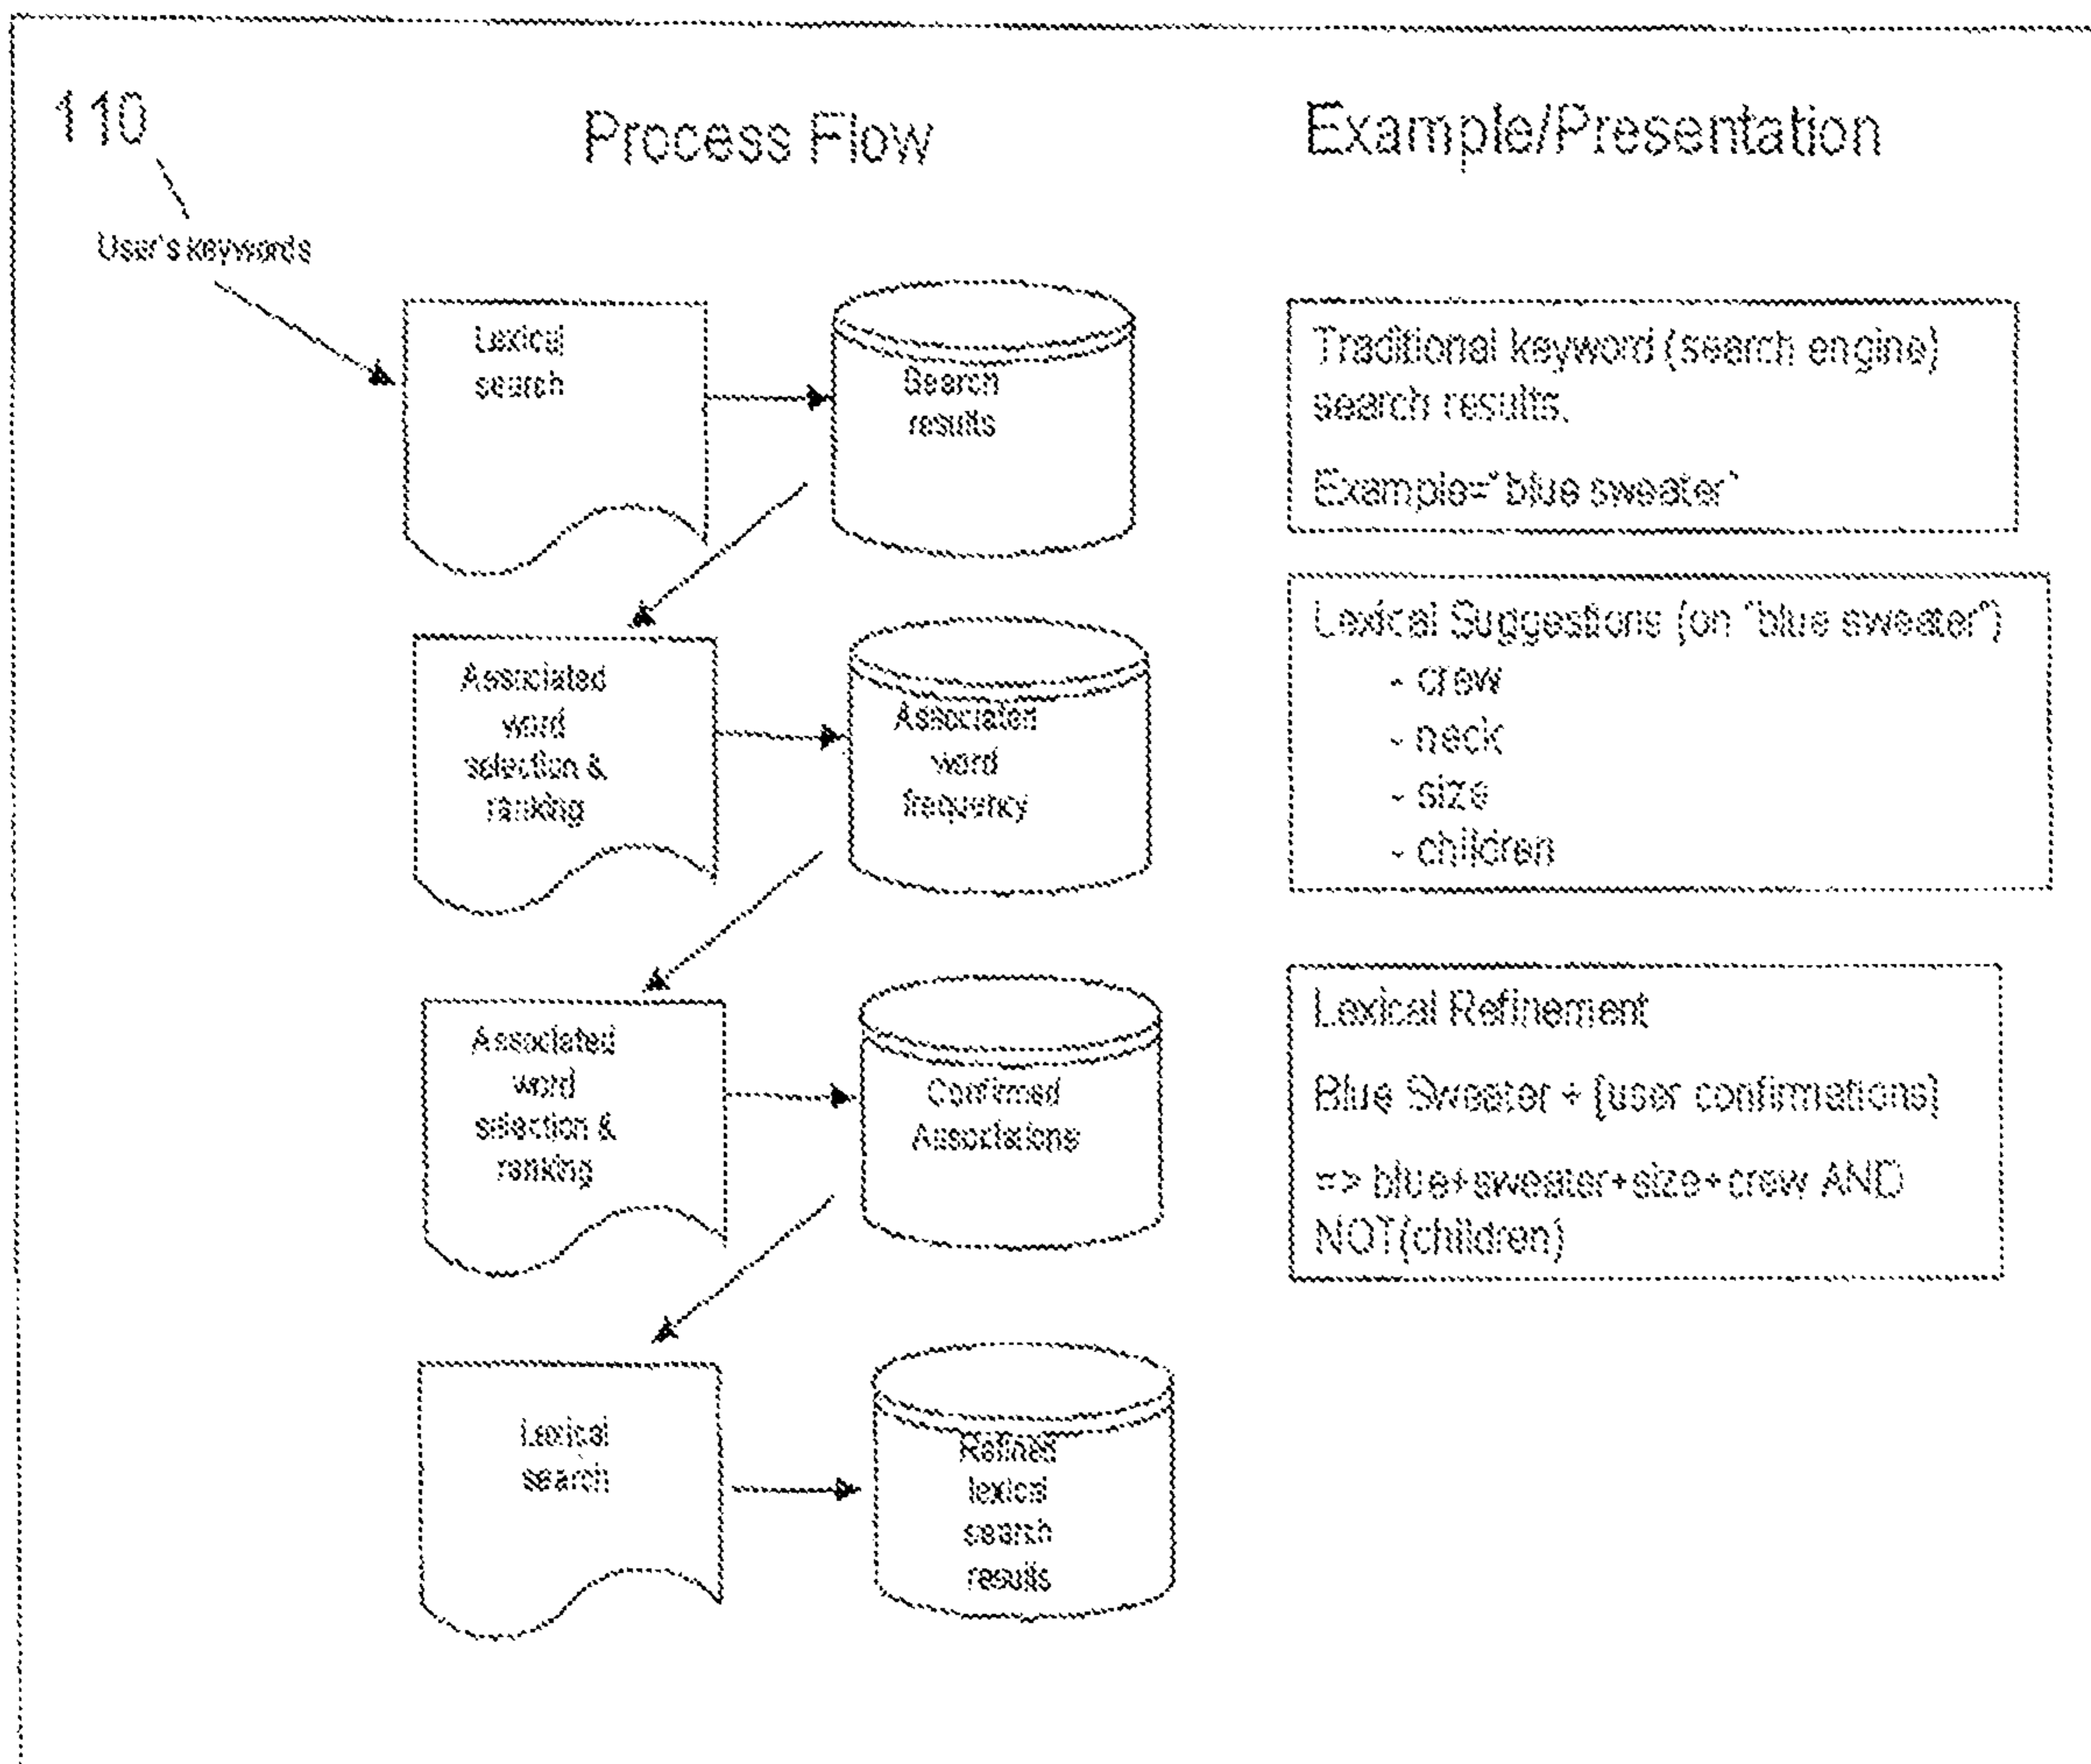 110
Process Flow
Example/Presentation
User's keywords
Lexical
search
Search
results
Traditional keyword (search engine)
search results.
Example="blue sweater"
Associated
word
selection &
ranking
Associated
word
frequency
Lexical Suggestions (on "blue sweater")
- crew
- neck
- size
- children
Associated
word
selection &
ranking
Confirmed
Associations
Lexical Refinement
Blue Sweater + [user confirmations]
=> blue+sweater+size+crew AND
NOT(children)
Lexical
search
Refined
lexical
search
results